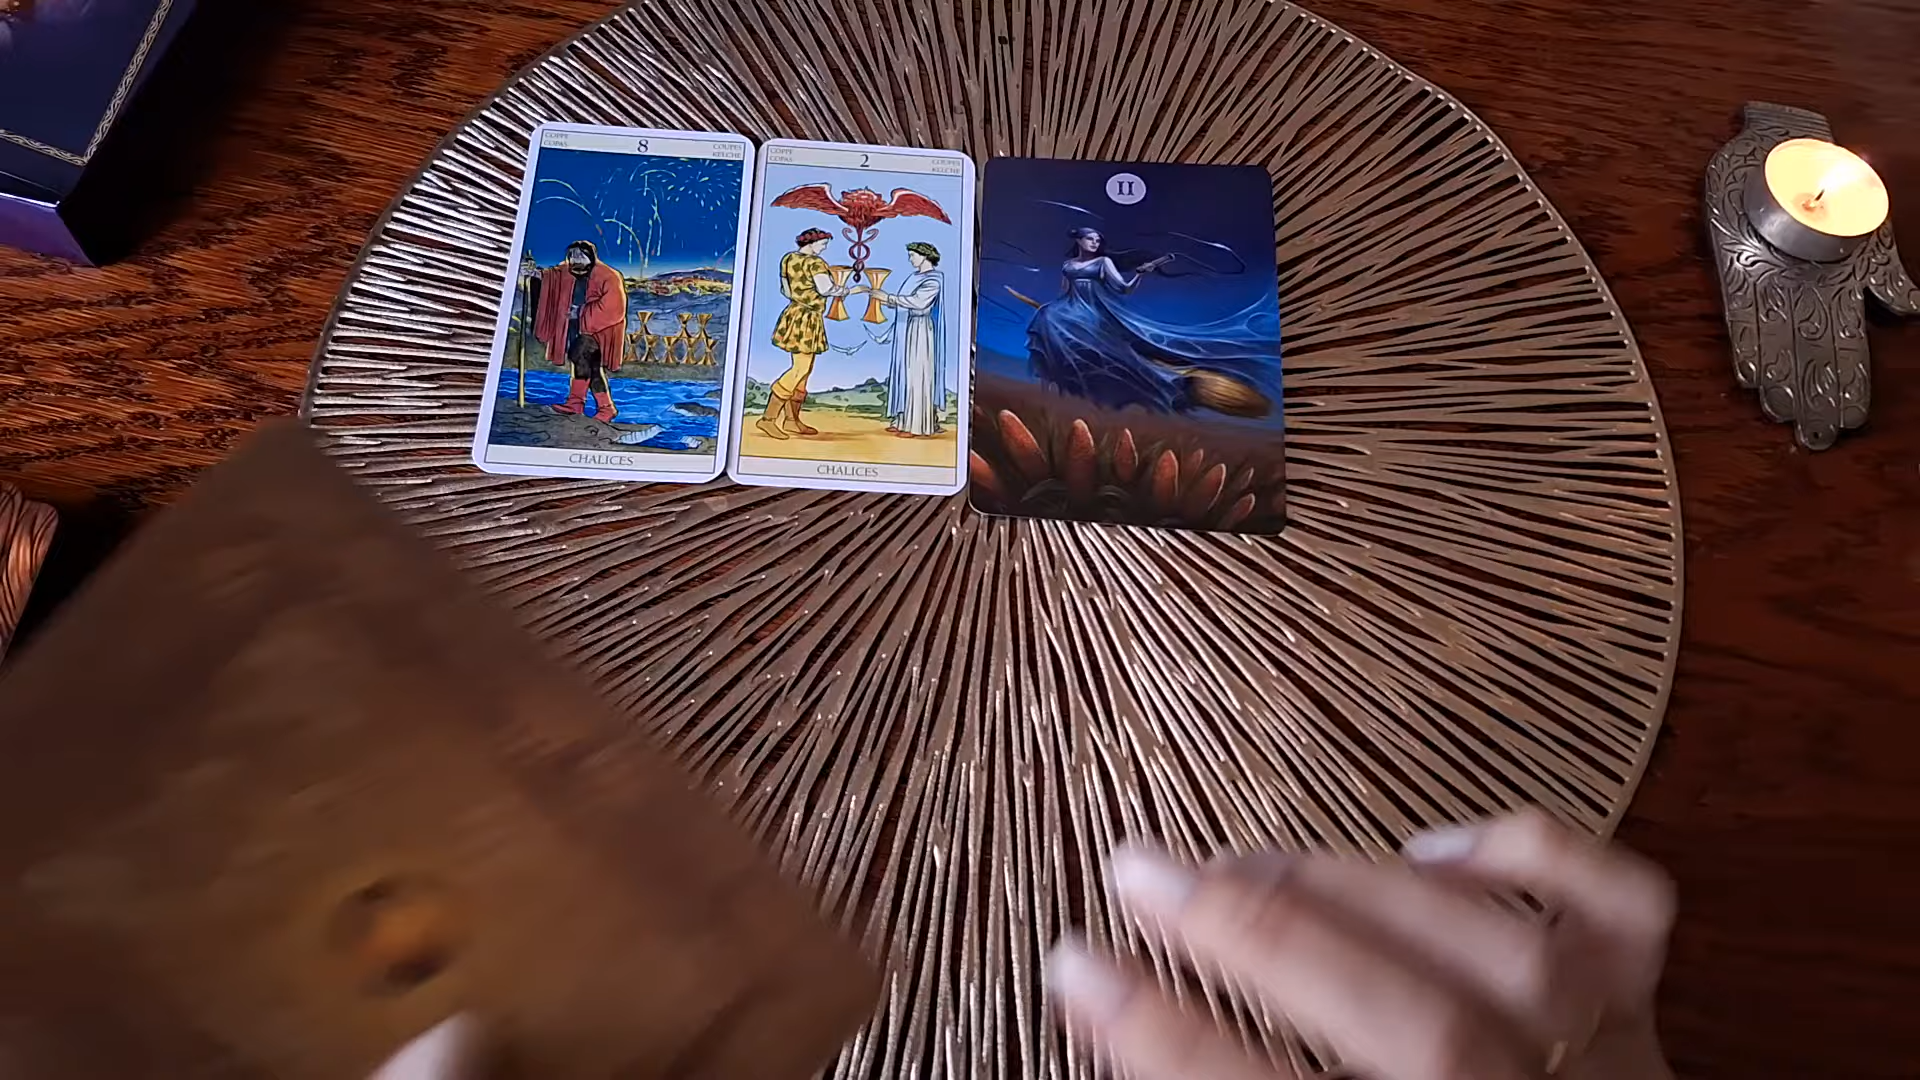 COPPE
COPAS
8
COUPES
KELCHE
CHALICES
COPPE
COPAS
2
COUPES
KELCHE
CHALICES
II